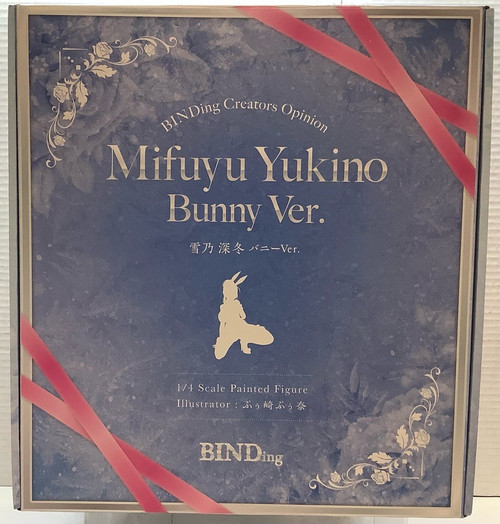 BINDing Creators Opinion
Mifuyu Yukino
Bunny Ver.
雪乃 深冬 バニーVer.
1/4 Scale Painted Figure
Illustrator : ぶぅ崎ぶぅ奈
BINDing